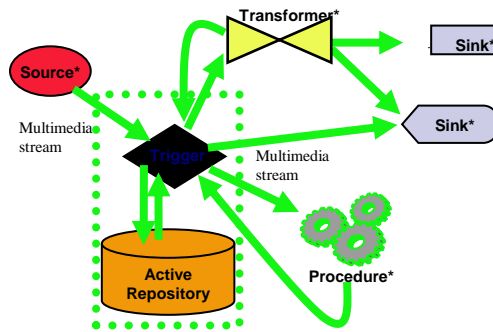 Transformer*
Sink*
Source*
Sink*
Multimedia
stream
Trigger
Multimedia
stream
Active
Repository
Procedure*